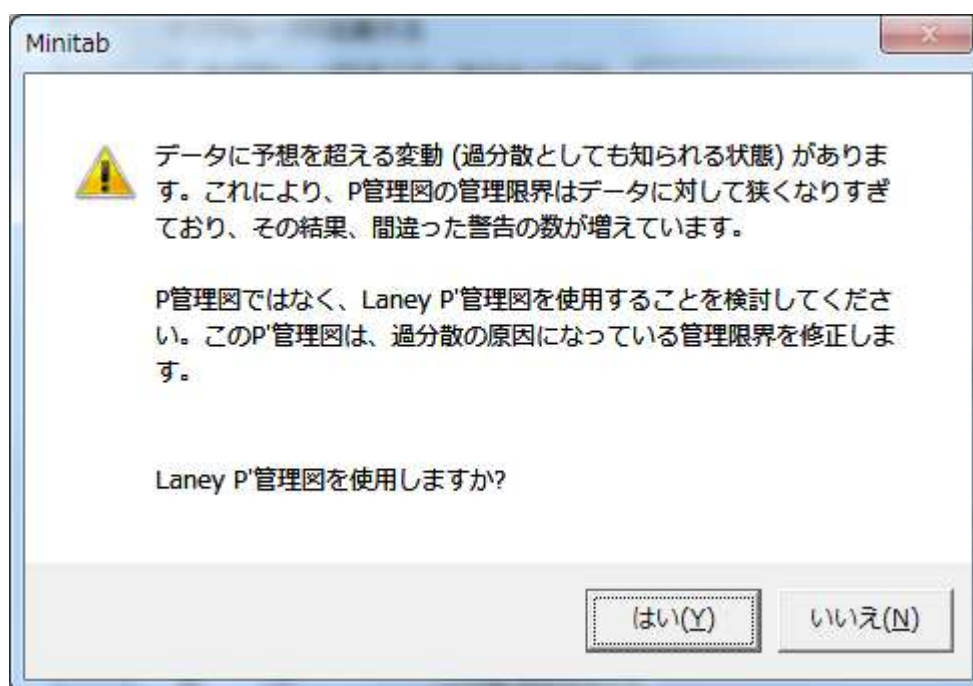 Minitab
データに予想を超える変動 (過分散としても知られる状態) がありま
す。これにより、P管理図の管理限界はデータに対して狭くなりすぎ
ており、その結果、間違った警告の数が増えています。
P管理図ではなく、Laney P'管理図を使用することを検討してくださ
い。このP'管理図は、過分散の原因になっている管理限界を修正しま
す。
Laney P'管理図を使用しますか?
はい(Y)
いいえ(N)